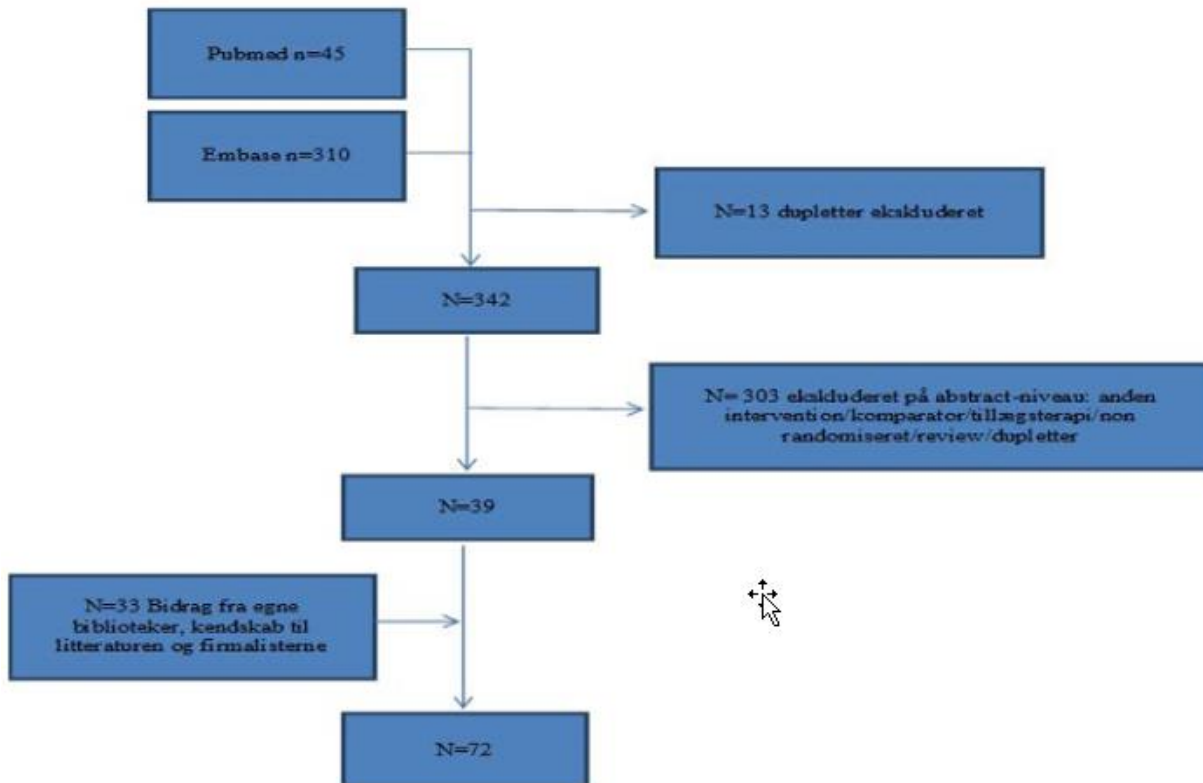 Pubmed n=45
Embase n=310
N=13 dupletter ekskluderet
N=342
N= 303 ekskluderet på abstract-niveau: anden
intervention/komparator/tillægsterapi/non
randomiseret/review/dupletter
N=39
N=33 Bidrag fra egne
biblioteker, kendskab til
litteraturen og firmalisterne
N=72